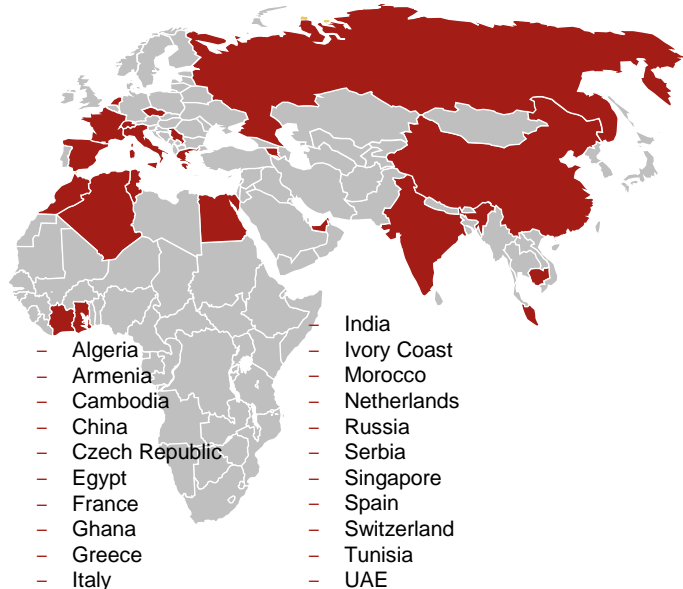 – Algeria
– Armenia
– Cambodia
– China
– Czech Republic
– Egypt
– France
– Ghana
– Greece
– Italy
– India
– Ivory Coast
– Morocco
– Netherlands
– Russia
– Serbia
– Singapore
– Spain
– Switzerland
– Tunisia
– UAE